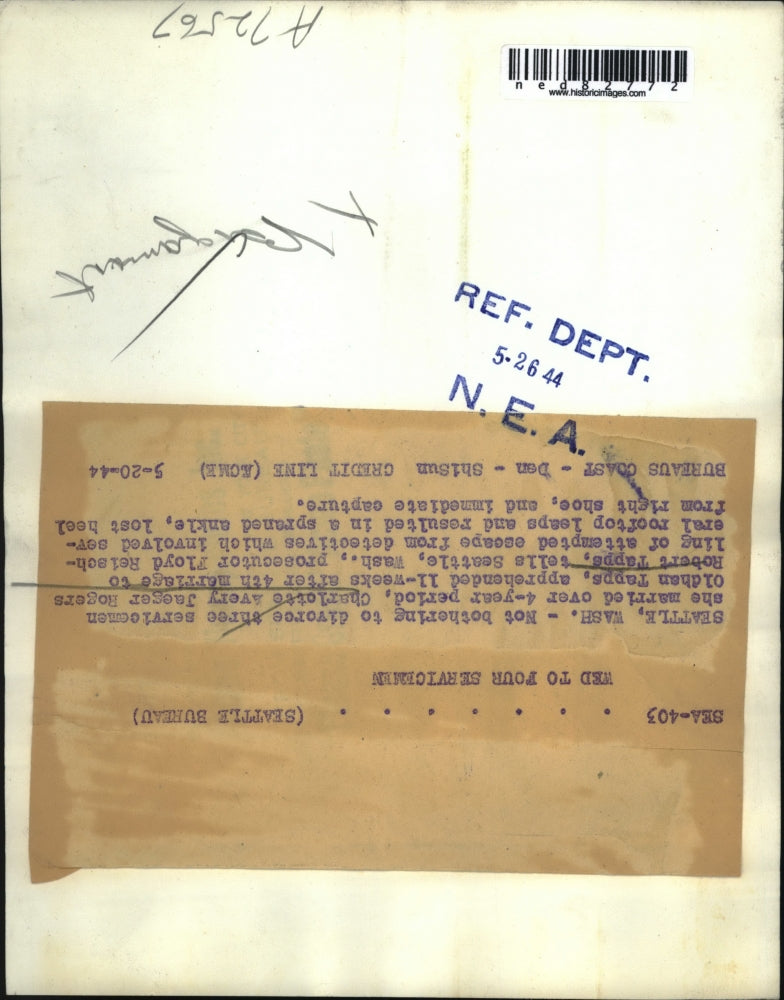 A72567
ned82772
www.historicimages.com
REF. DEPT.
5-26 44
N. E. A.
SEA-403 . . . . . . . (SEATTLE BUREAU)
WED TO FOUR SERVICEMEN
SEATTLE, WASH. - Not bothering to divorce three servicemen
she married over 4-year period, Charlotte Avery Jaeger Rogers
Oldham Tapps, apprehended 11-weeks after 4th marriage to
Robert Tapps, tells Seattle, Wash., prosecutor Floyd Reisch-
ling of attempted escape from detectives which involved sev-
eral rooftop leaps and resulted in a spraned ankle, lost heel
from right shoe, and immediate capture.
BUREAUS COAST - Den - ShiSun CREDIT LINE (ACME) 5-20-44